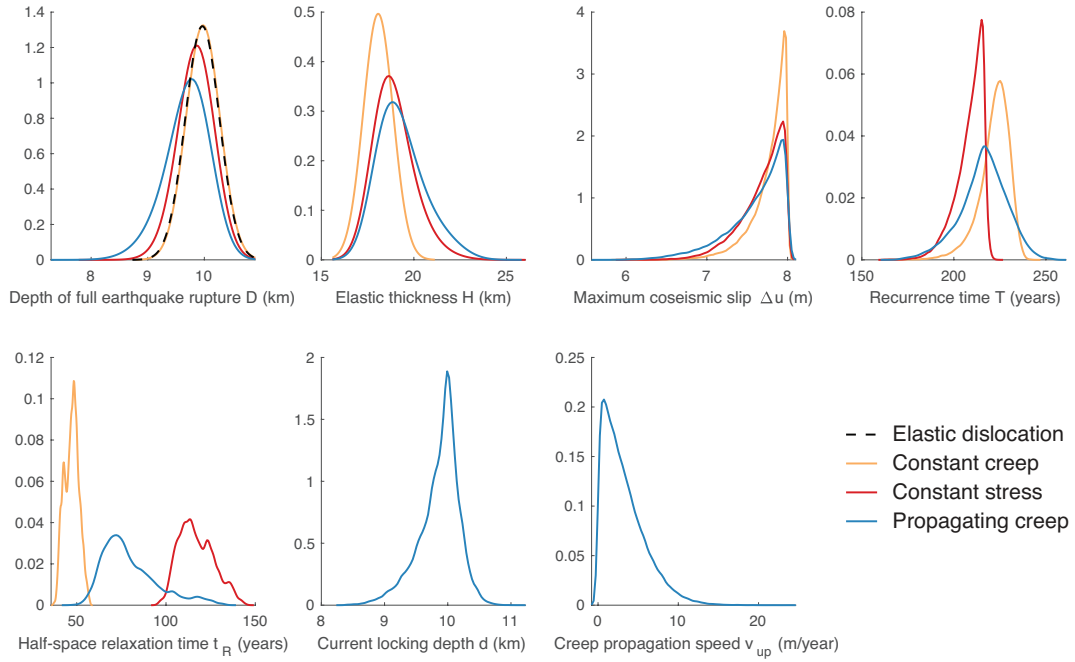 1.4
1.2
1
0.8
0.6
0.4
0.2
0
8 9 10
Depth of full earthquake rupture D (km)
0.5
0.4
0.3
0.2
0.1
0
15 20 25
Elastic thickness H (km)
5
4
3
2
1
0
6 7 8
Maximum coseismic slip Δu (m)
0.08
0.06
0.04
0.02
0
150 200 250
Recurrence time T (years)
0.12
0.1
0.08
0.06
0.04
0.02
0
50 100 150
Half-space relaxation time t_R (years)
2
1.5
1
0.5
0
8 9 10 11
Current locking depth d (km)
0.25
0.2
0.15
0.1
0.05
0
0 10 20
Creep propagation speed v_up (m/year)
Elastic dislocation
Constant creep
Constant stress
Propagating creep